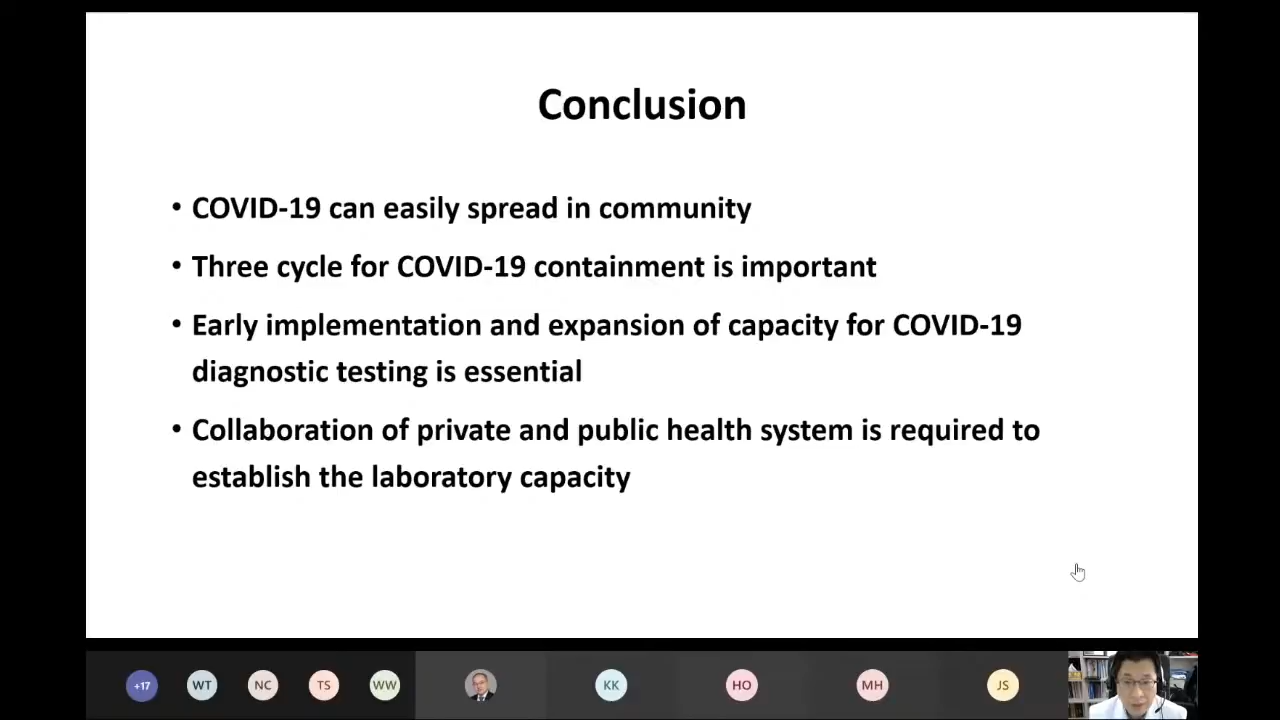 Conclusion
• COVID-19 can easily spread in community
• Three cycle for COVID-19 containment is important
• Early implementation and expansion of capacity for COVID-19
diagnostic testing is essential
• Collaboration of private and public health system is required to
establish the laboratory capacity
+17 WT NC TS WW KK HO MH JS